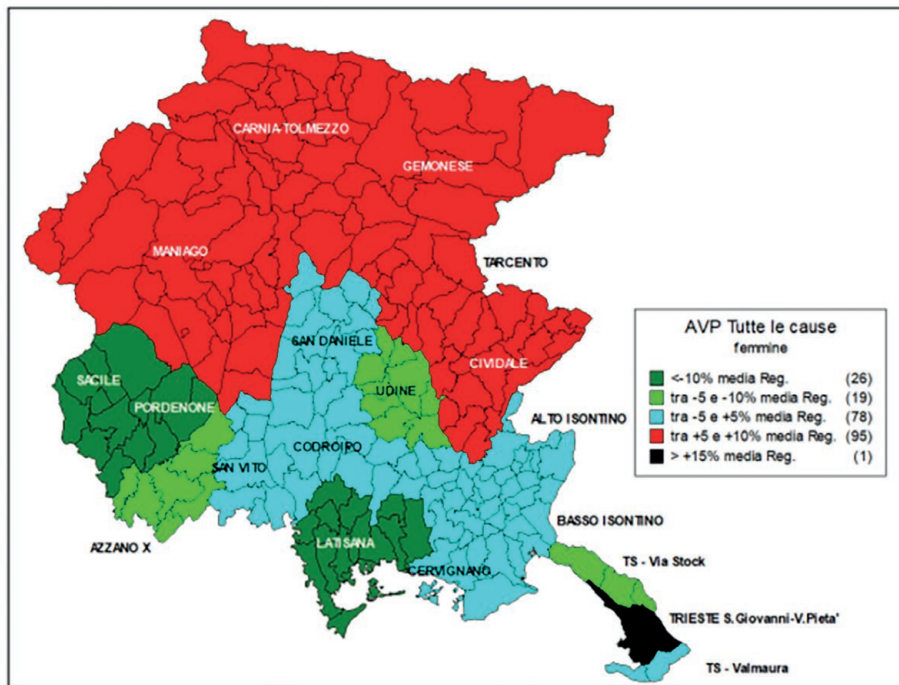 CARNIA-TOLMEZZO
GEMONESE
MANIAGO
TARCENTO
SAN DANIELE
CIVIDALE
SACILE
PORDENONE
UDINE
ALTO ISONTINO
CODROIPO
SAN VITO
BASSO ISONTINO
AZZANO X
LATISANA
CERVIGNANO
TS - Via Stock
TRIESTE S.Giovanni-V.Pieta'
TS - Valmaura
AVP Tutte le cause
femmine
<-10% media Reg. (26)
tra -5 e -10% media Reg. (19)
tra -5 e +5% media Reg. (78)
tra +5 e +10% media Reg. (95)
> +15% media Reg. (1)